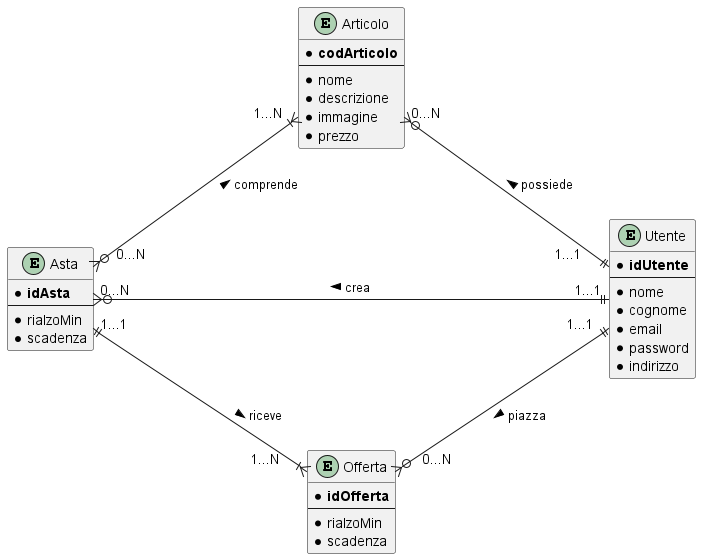 E Articolo
codArticolo
nome
descrizione
immagine
prezzo
1...N
0...N
comprende
possiede
0...N
1...1
E Asta
idAsta
rialzoMin
scadenza
E Utente
idUtente
nome
cognome
email
password
indirizzo
0...N
crea
1...1
1...1
1...1
riceve
piazza
1...N
0...N
E Offerta
idOfferta
rialzoMin
scadenza